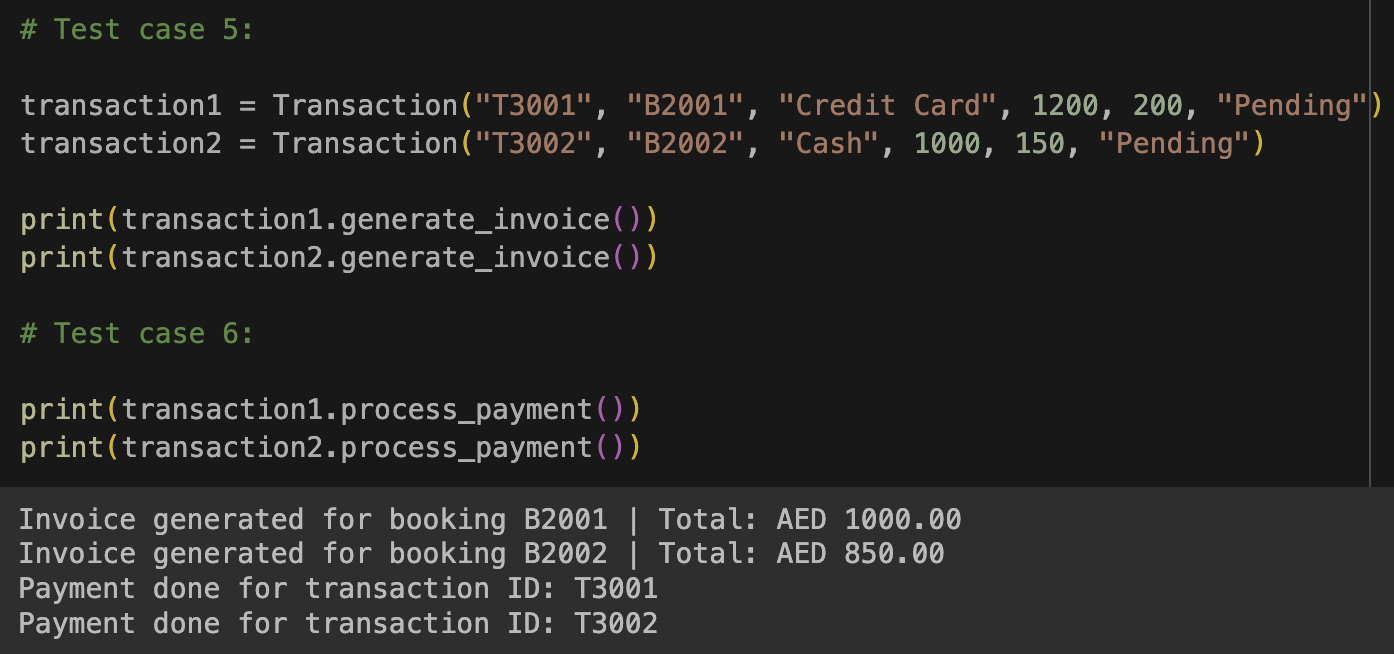 # Test case 5:
transaction1 = Transaction("T3001", "B2001", "Credit Card", 1200, 200, "Pending")
transaction2 = Transaction("T3002", "B2002", "Cash", 1000, 150, "Pending")
print(transaction1.generate_invoice())
print(transaction2.generate_invoice())
# Test case 6:
print(transaction1.process_payment())
print(transaction2.process_payment())
Invoice generated for booking B2001 | Total: AED 1000.00
Invoice generated for booking B2002 | Total: AED 850.00
Payment done for transaction ID: T3001
Payment done for transaction ID: T3002